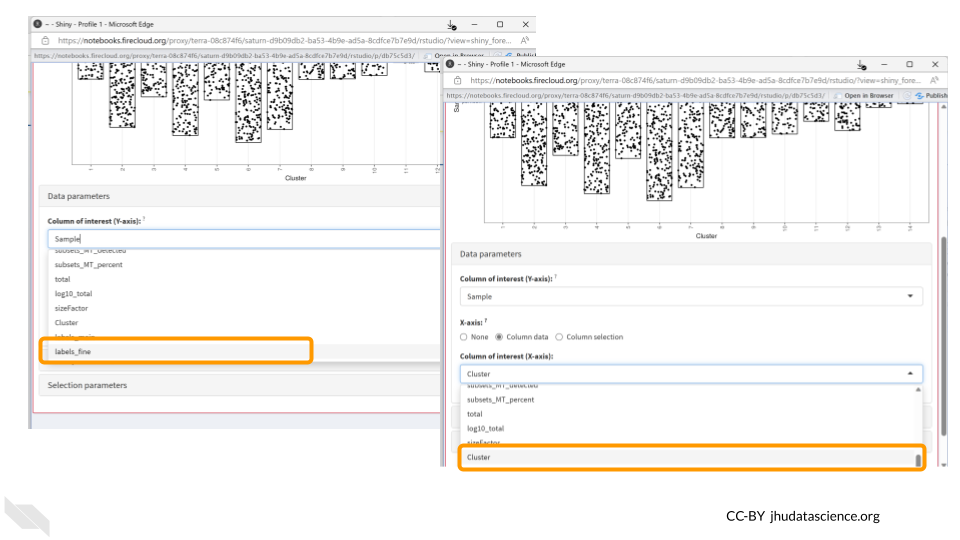 ~ - Shiny - Profile 1 - Microsoft Edge
https://notebooks.firecloud.org/proxy/terra-08c874f6/saturn-d9b09db2-ba53-4b9e-ad5a-8cdfce7b7e9d/rstudio/?view=shiny_fore...
https://notebooks.firecloud.org/proxy/terra-08c874f6/saturn-d9b09db2-ba53-4b9e-ad5a-8cdfce7b7e9d/rstudio/p/db75c5d3/
1 2 3 4 5 6 7 8 9 10 11 12
Cluster
Data parameters
Column of interest (Y-axis): ?
Sample
subsets_MT_detected
subsets_MT_percent
total
log10_total
sizeFactor
Cluster
labels_main
labels_fine
Selection parameters
~ - Shiny - Profile 1 - Microsoft Edge
https://notebooks.firecloud.org/proxy/terra-08c874f6/saturn-d9b09db2-ba53-4b9e-ad5a-8cdfce7b7e9d/rstudio/?view=shiny_fore...
https://notebooks.firecloud.org/proxy/terra-08c874f6/saturn-d9b09db2-ba53-4b9e-ad5a-8cdfce7b7e9d/rstudio/p/db75c5d3/ Open in Browser Publish
1 2 3 4 5 6 7 8 9 10 11 12 13 14
Cluster
Data parameters
Column of interest (Y-axis): ?
Sample
X-axis: ?
None Column data Column selection
Column of interest (X-axis):
Cluster
subsets_MT_detected
subsets_MT_percent
total
log10_total
sizeFactor
Cluster
CC-BY jhudatascience.org